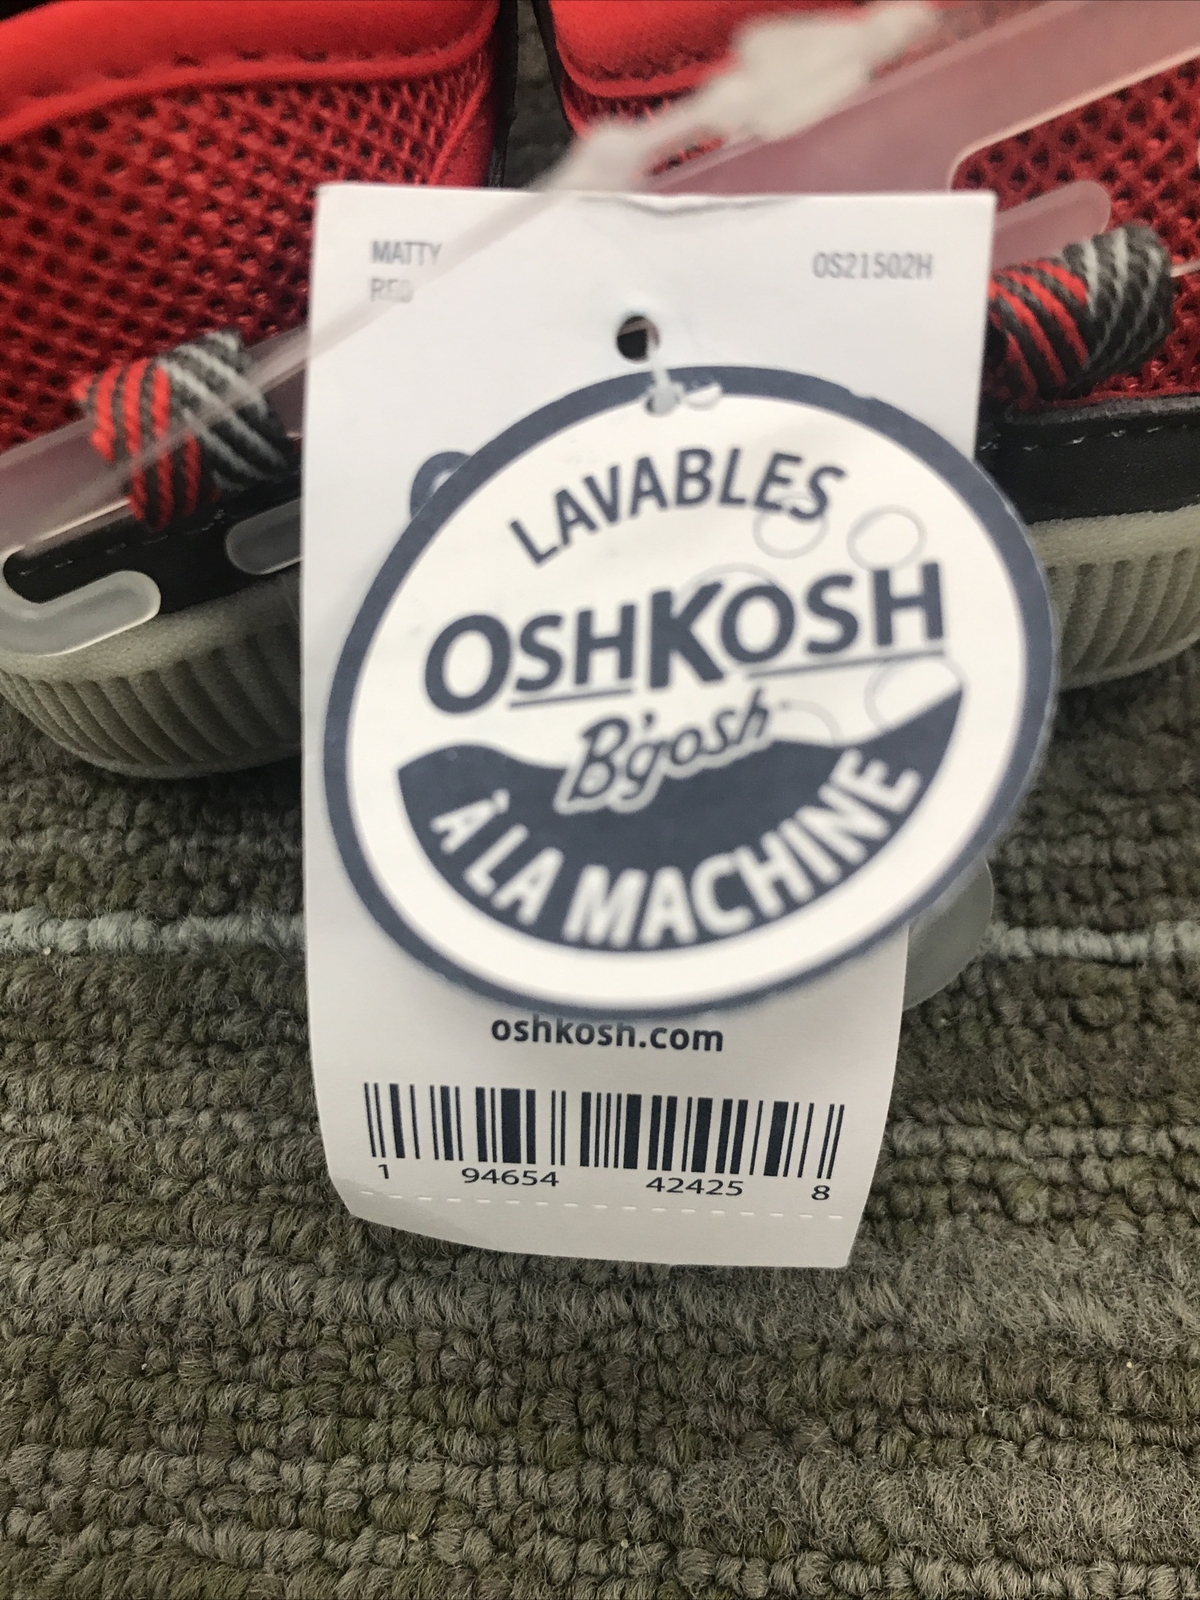 MATTY
RED
OS21502H
LAVABLES
OSHKOSH
B'gosh
À LA MACHINE
oshkosh.com
1 94654 42425 8